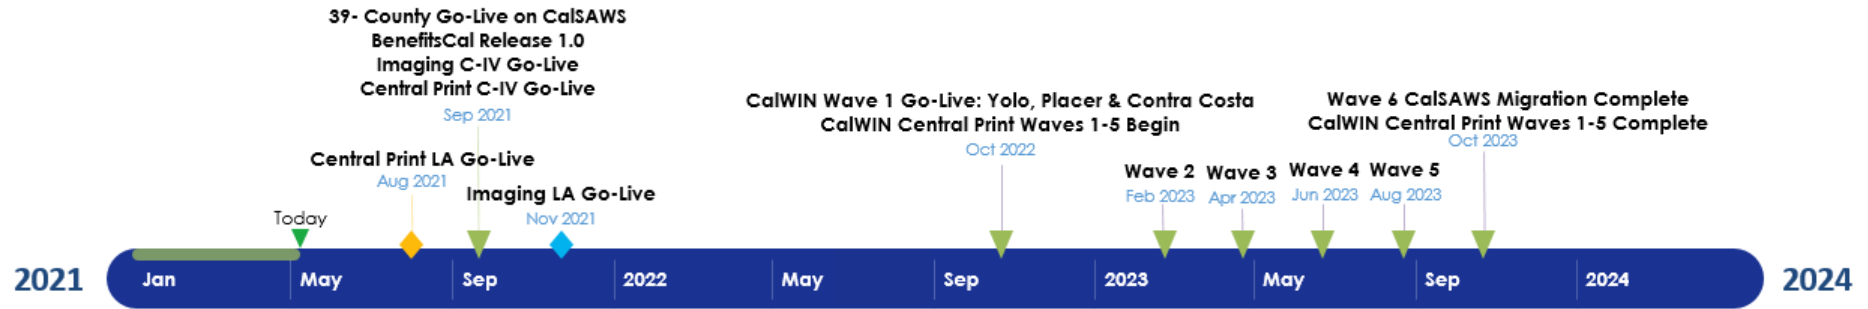 39- County Go-Live on CalSAWS
BenefitsCal Release 1.0
Imaging C-IV Go-Live
Central Print C-IV Go-Live
Sep 2021
Central Print LA Go-Live
Aug 2021
Imaging LA Go-Live
Nov 2021
Today
CalWIN Wave 1 Go-Live: Yolo, Placer & Contra Costa
CalWIN Central Print Waves 1-5 Begin
Oct 2022
Wave 2
Feb 2023
Wave 3
Apr 2023
Wave 4
Jun 2023
Wave 5
Aug 2023
Wave 6 CalSAWS Migration Complete
CalWIN Central Print Waves 1-5 Complete
Oct 2023
2021
Jan
May
Sep
2022
May
Sep
2023
May
Sep
2024
2024